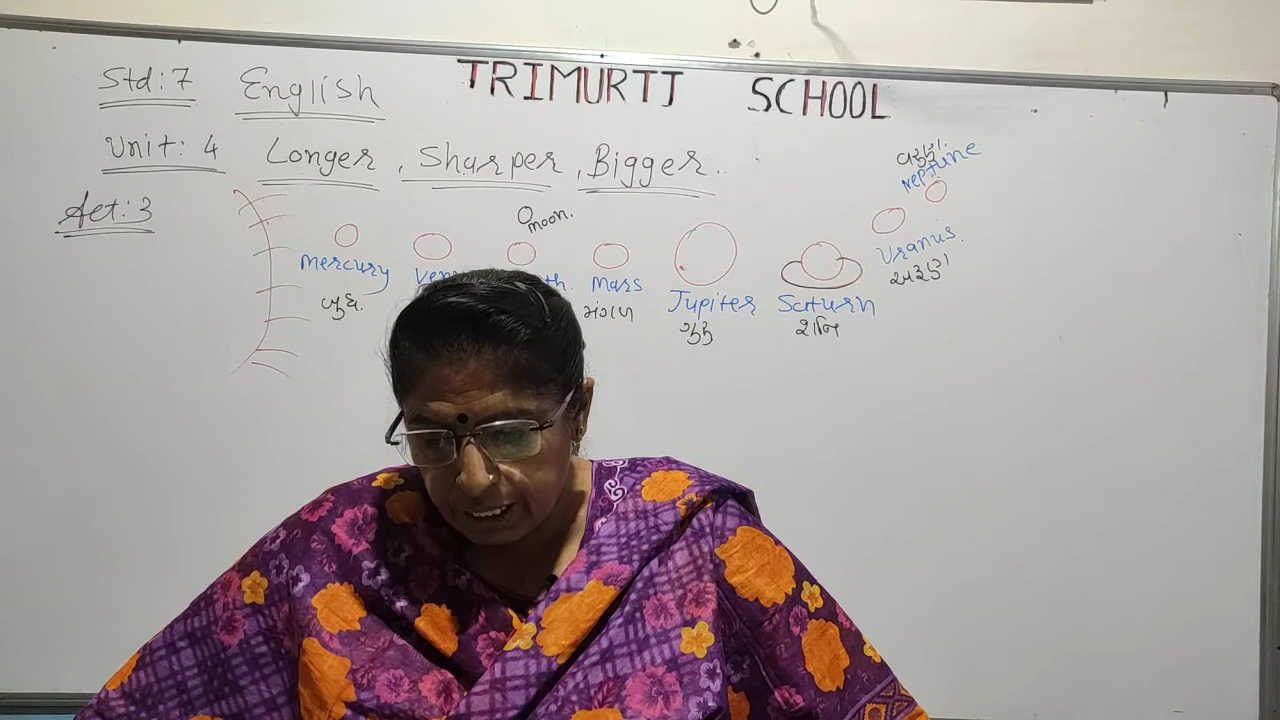 TRIMURTI SCHOOL
Std: 7 English
Unit: 4 Longer, Sharper, Bigger..
Act: 3
moon.
Mercury
બુધ.
Mars
મંગળ
Jupiter
ગુરુ
Saturn
શનિ
Uranus.
Neptune